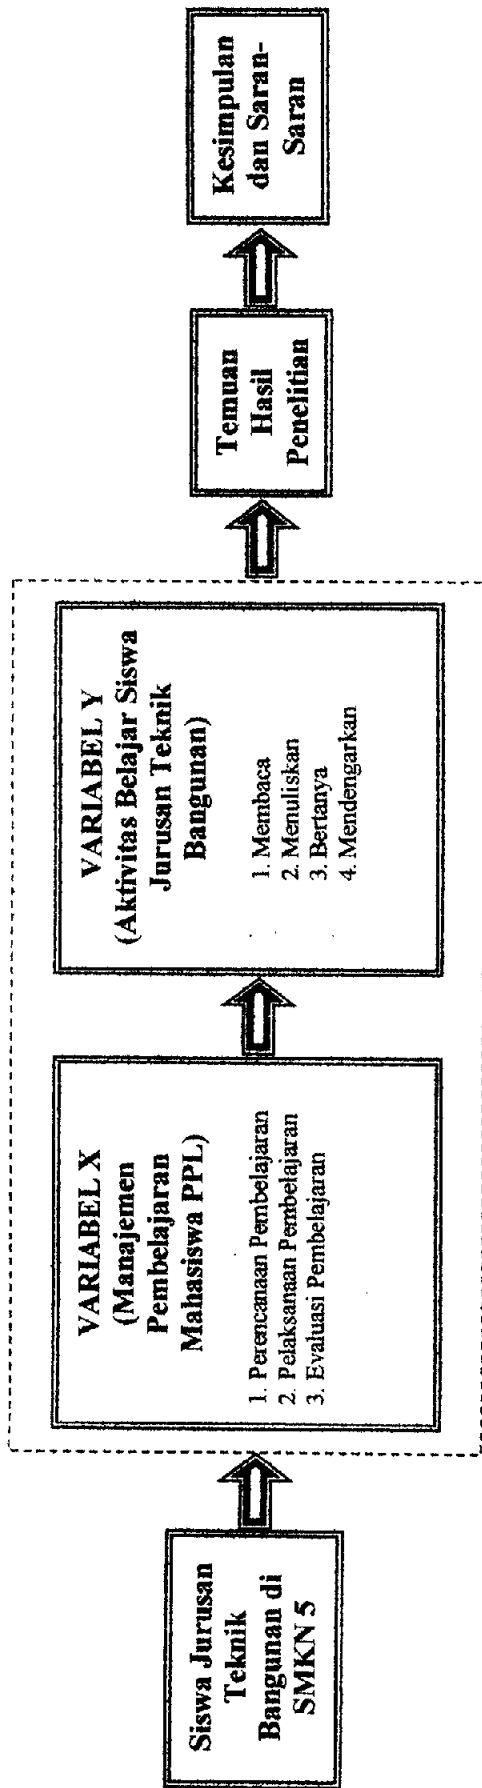 Siswa Jurusan
Teknik
Bangunan di
SMKN 5
VARIABEL X
(Manajemen
Pembelajaran
Mahasiswa PPL)
1. Perencanaan Pembelajaran
2. Pelaksanaan Pembelajaran
3. Evaluasi Pembelajaran
VARIABEL Y
(Aktivitas Belajar Siswa
Jurusan Teknik
Bangunan)
1. Membaca
2. Menuliskan
3. Bertanya
4. Mendengarkan
Temuan
Hasil
Penelitian
Kesimpulan
dan Saran-
Saran